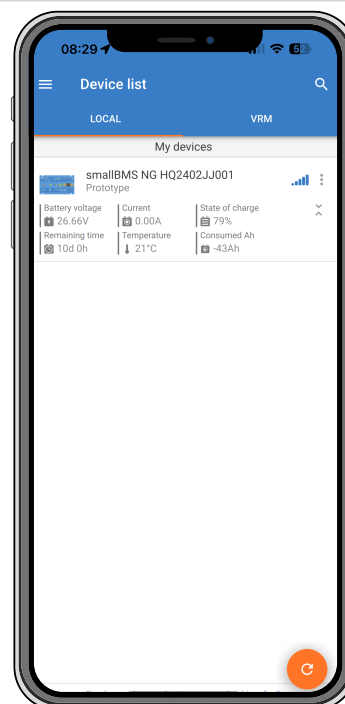 08:29
52
Device list
LOCAL VRM
My devices
smallBMS NG HQ2402JJ001
Prototype
Battery voltage Current State of charge
26.66V 0.00A 79%
Remaining time Temperature Consumed Ah
10d 0h 21°C -43Ah